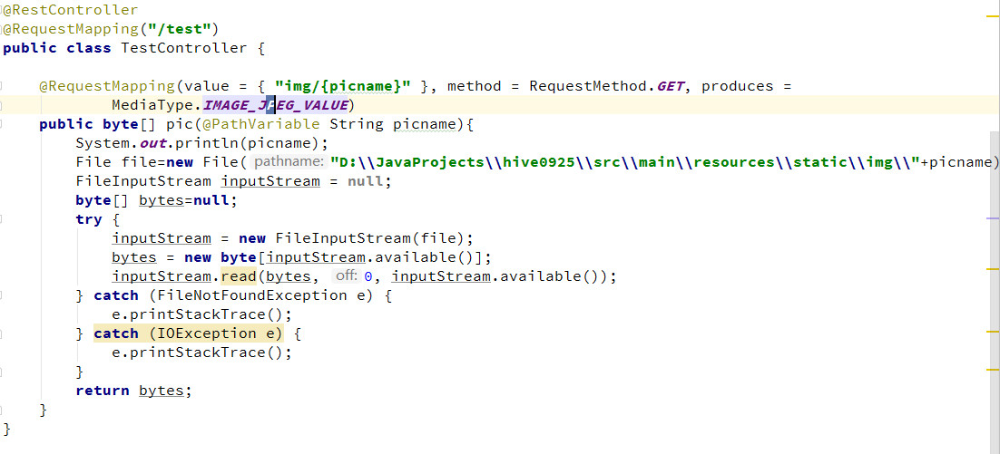 @RestController
@RequestMapping("/test")
public class TestController {
@RequestMapping(value = { "img/{picname}" }, method = RequestMethod.GET, produces =
MediaType.IMAGE_JPEG_VALUE)
public byte[] pic(@PathVariable String picname){
System.out.println(picname);
File file=new File( pathname: "D:\\JavaProjects\\hive0925\\src\\main\\resources\\static\\img\\"+picname)
FileInputStream inputStream = null;
byte[] bytes=null;
try {
inputStream = new FileInputStream(file);
bytes = new byte[inputStream.available()];
inputStream.read(bytes, off: 0, inputStream.available());
} catch (FileNotFoundException e) {
e.printStackTrace();
} catch (IOException e) {
e.printStackTrace();
}
return bytes;
}
}